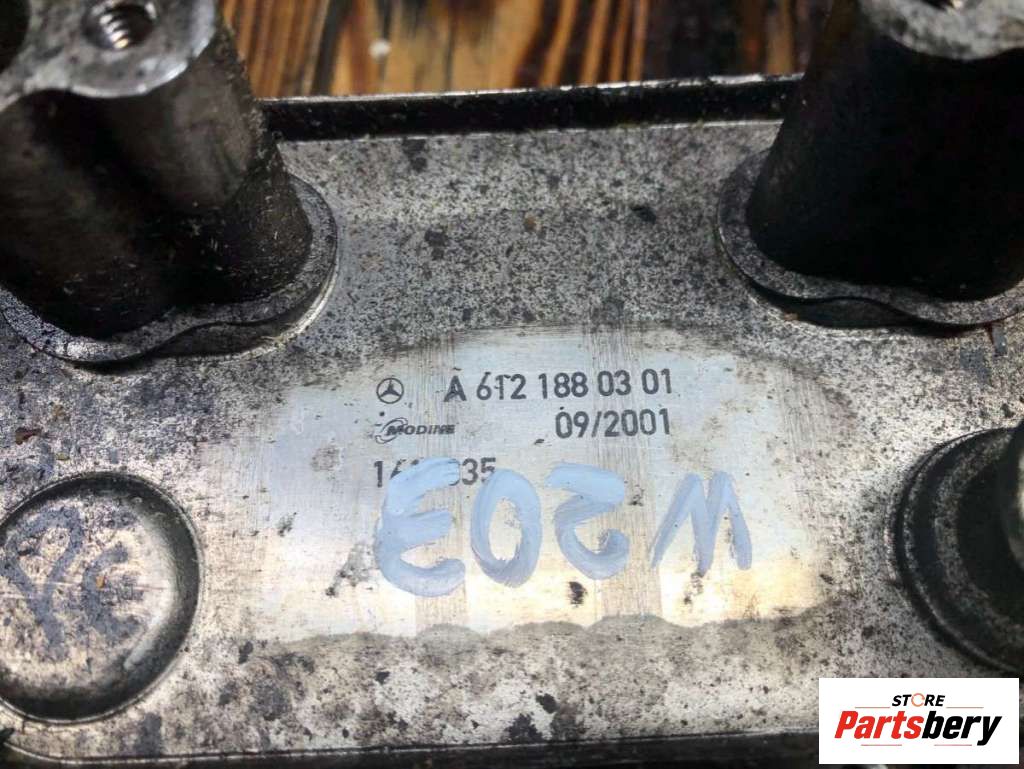 A 612 188 03 01
MODINE 09/2001
W203
STORE
Partsbery